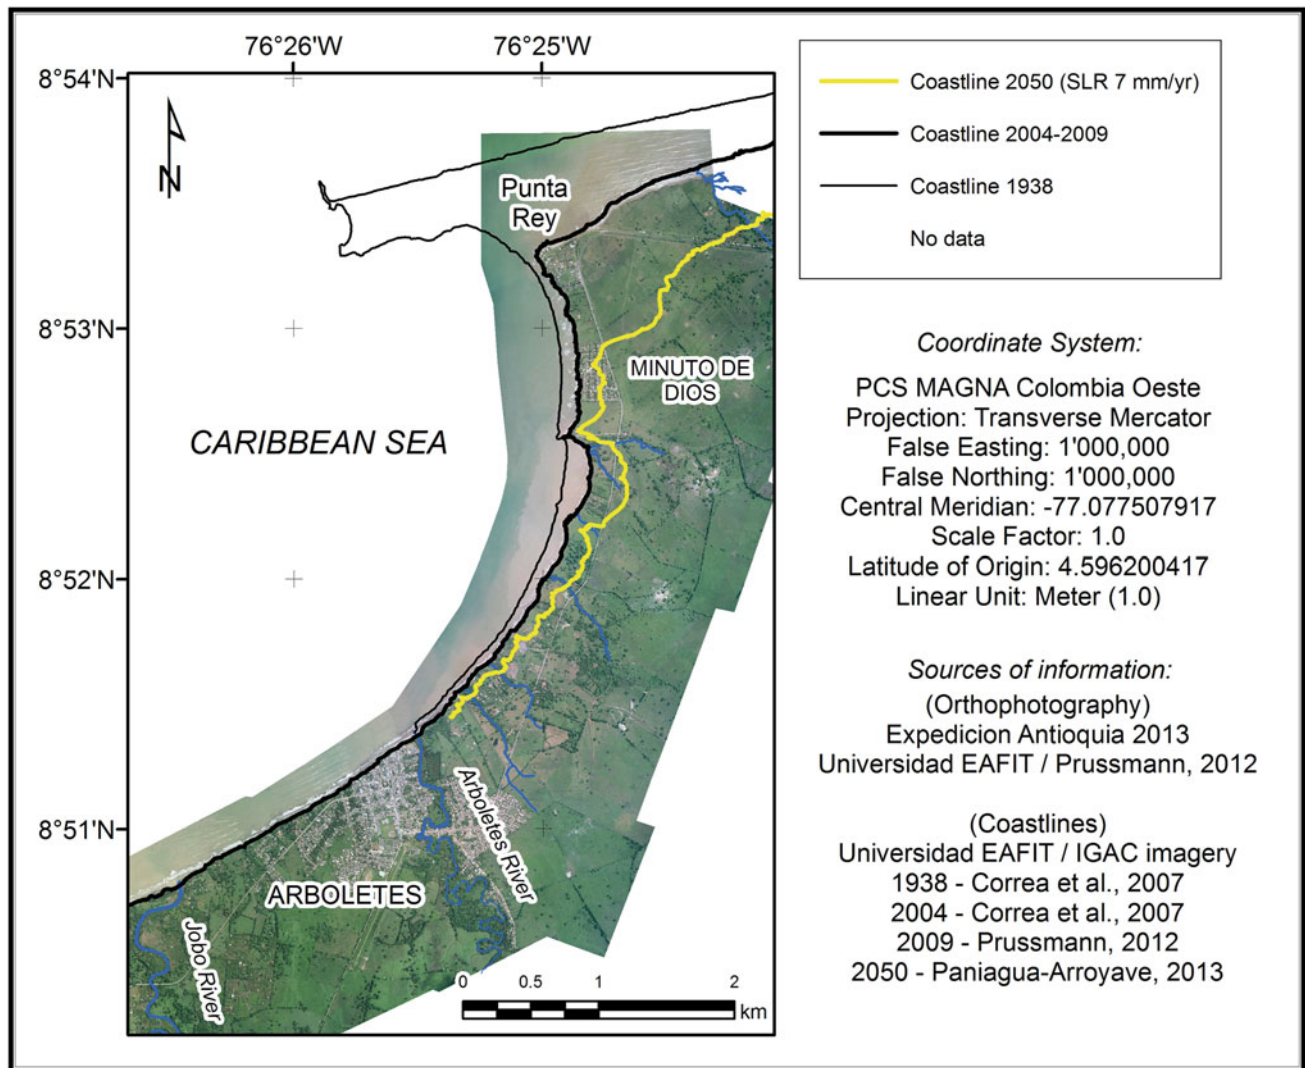 76°26'W
76°25'W
8°54'N
8°53'N
8°52'N
8°51'N
N
Punta
Rey
MINUTO DE
DIOS
CARIBBEAN SEA
Arboletes River
ARBOLETES
Jobo River
0 0.5 1 2
km
Coastline 2050 (SLR 7 mm/yr)
Coastline 2004-2009
Coastline 1938
No data
Coordinate System:
PCS MAGNA Colombia Oeste
Projection: Transverse Mercator
False Easting: 1'000,000
False Northing: 1'000,000
Central Meridian: -77.077507917
Scale Factor: 1.0
Latitude of Origin: 4.596200417
Linear Unit: Meter (1.0)
Sources of information:
(Orthophotography)
Expedicion Antioquia 2013
Universidad EAFIT / Prussmann, 2012
(Coastlines)
Universidad EAFIT / IGAC imagery
1938 - Correa et al., 2007
2004 - Correa et al., 2007
2009 - Prussmann, 2012
2050 - Paniagua-Arroyave, 2013